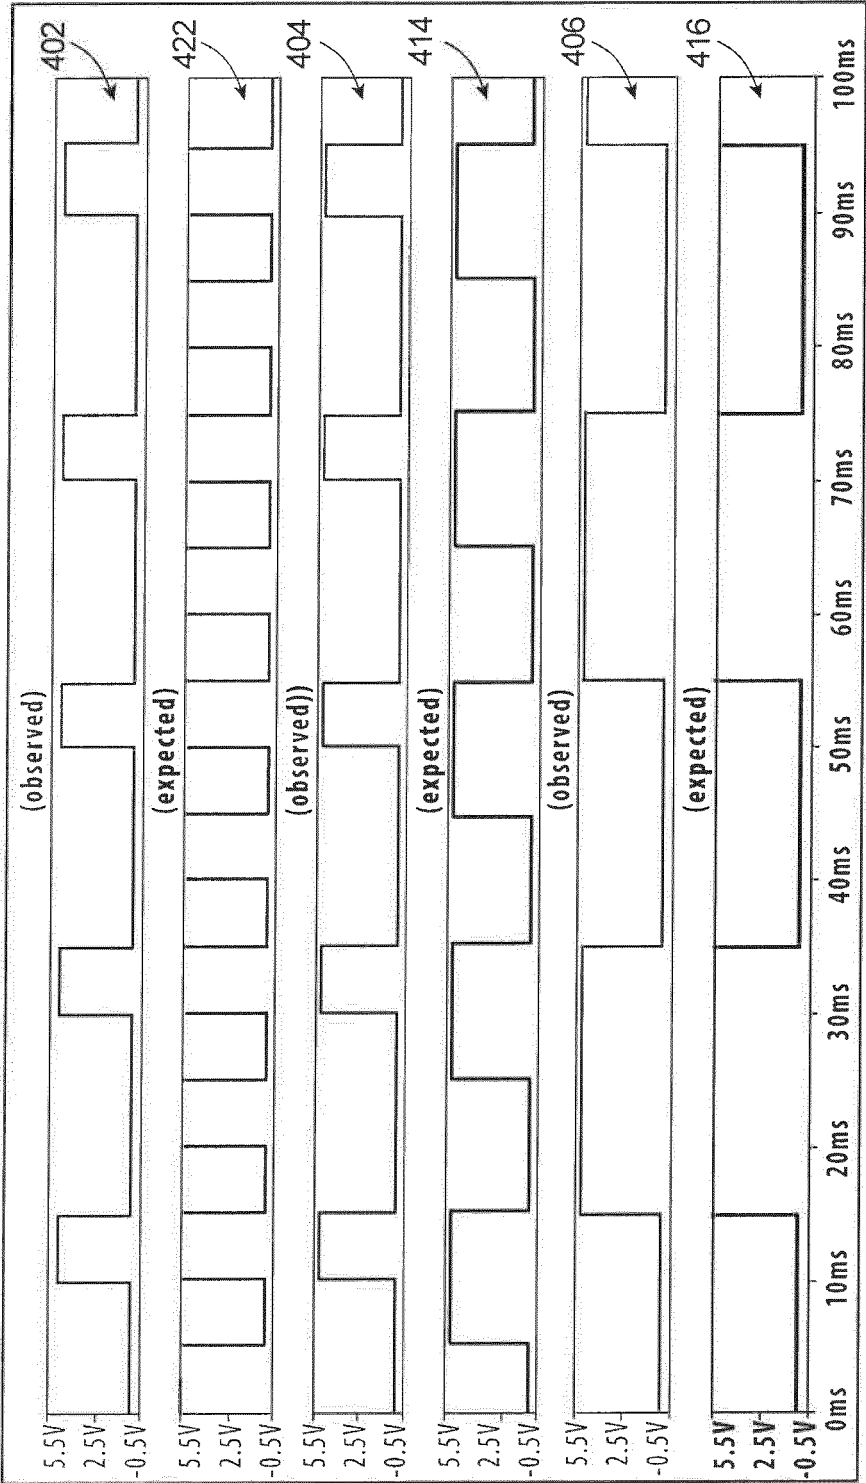 (observed)
5.5V
2.5V
-0.5V
402
(expected)
5.5V
2.5V
-0.5V
422
(observed))
5.5V
2.5V
-0.5V
404
(expected)
5.5V
2.5V
-0.5V
414
(observed)
5.5V
2.5V
-0.5V
406
(expected)
5.5V
2.5V
-0.5V
416
0ms 10ms 20ms 30ms 40ms 50ms 60ms 70ms 80ms 90ms 100ms